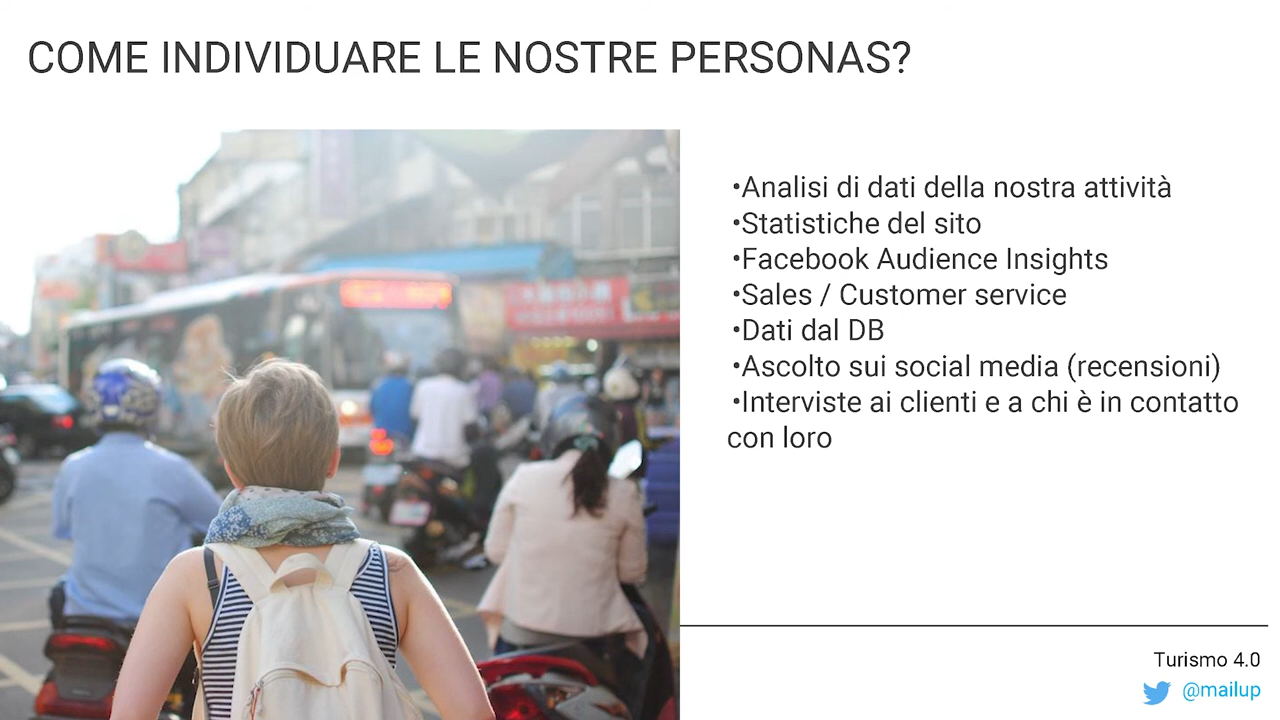 COME INDIVIDUARE LE NOSTRE PERSONAS?
•Analisi di dati della nostra attività
•Statistiche del sito
•Facebook Audience Insights
•Sales / Customer service
•Dati dal DB
•Ascolto sui social media (recensioni)
•Interviste ai clienti e a chi è in contatto
con loro
Turismo 4.0
@mailup